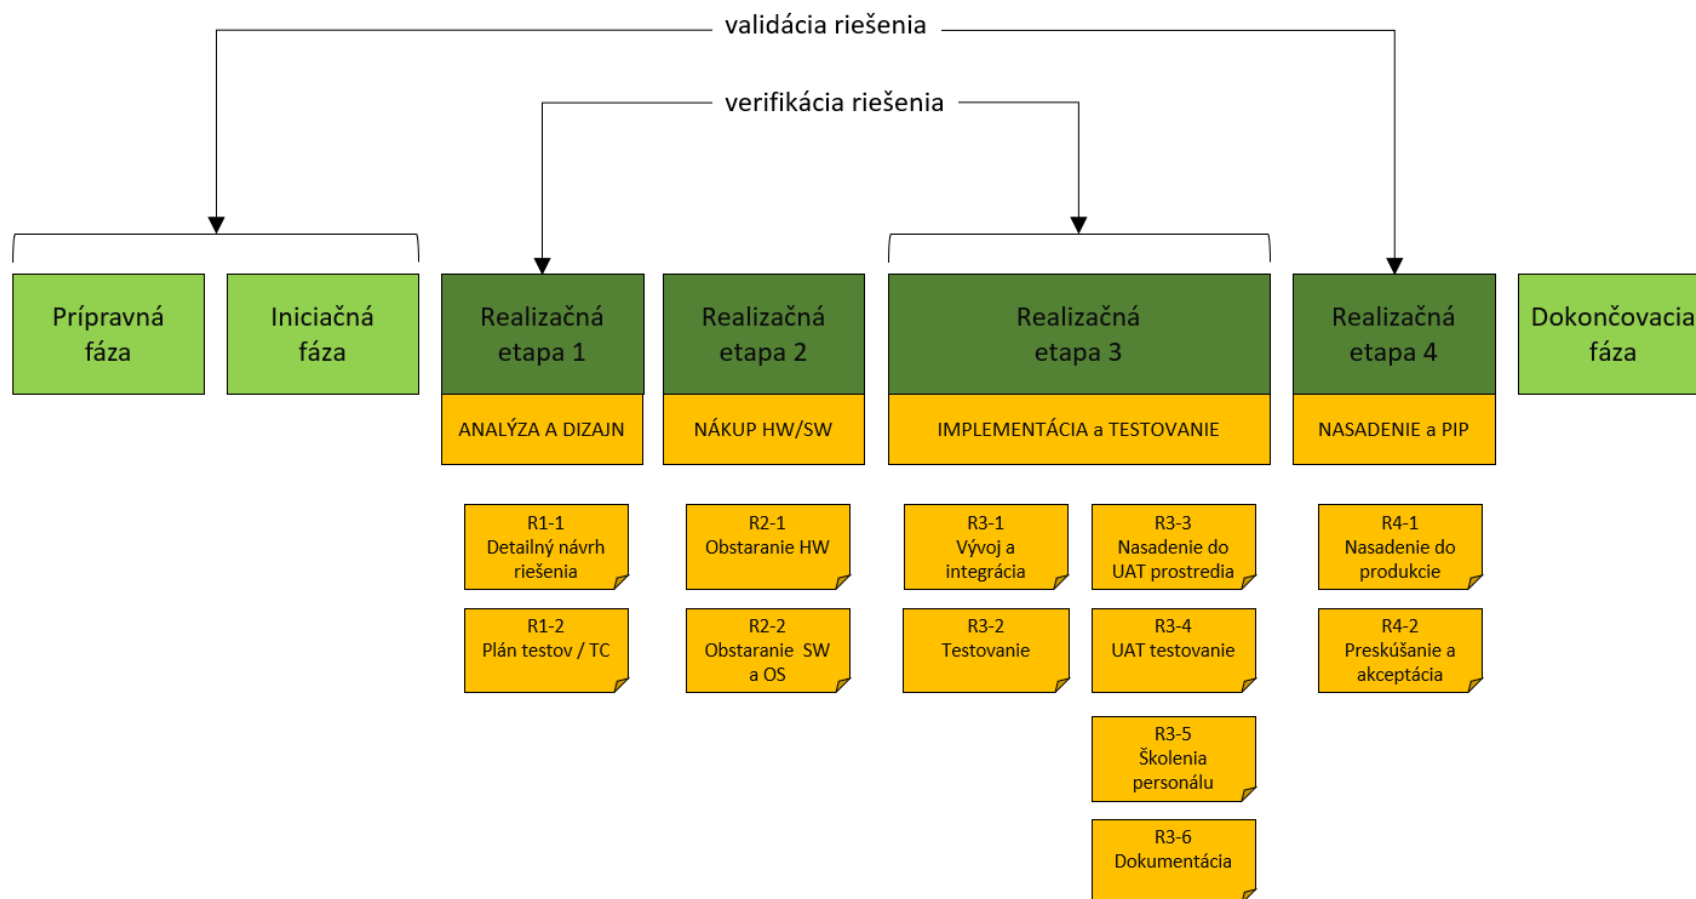 validácia riešenia
verifikácia riešenia
Prípravná
fáza
Iniciačná
fáza
Realizačná
etapa 1
Realizačná
etapa 2
Realizačná
etapa 3
Realizačná
etapa 4
Dokončovacia
fáza
ANALÝZA A DIZAJN
NÁKUP HW/SW
IMPLEMENTÁCIA a TESTOVANIE
NASADENIE a PIP
R1-1
Detailný návrh
riešenia
R1-2
Plán testov / TC
R2-1
Obstaranie HW
R2-2
Obstaranie SW
a OS
R3-1
Vývoj a
integrácia
R3-2
Testovanie
R3-3
Nasadenie do
UAT prostredia
R3-4
UAT testovanie
R3-5
Školenia
personálu
R3-6
Dokumentácia
R4-1
Nasadenie do
produkcie
R4-2
Preskúšanie a
akceptácia